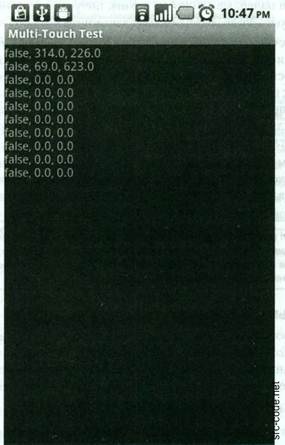 10:47 PM
Multi-Touch Test
false, 314.0, 226.0
false, 69.0, 623.0
false, 0.0, 0.0
false, 0.0, 0.0
false, 0.0, 0.0
false, 0.0, 0.0
false, 0.0, 0.0
false, 0.0, 0.0
false, 0.0, 0.0
false, 0.0, 0.0
src-code.net